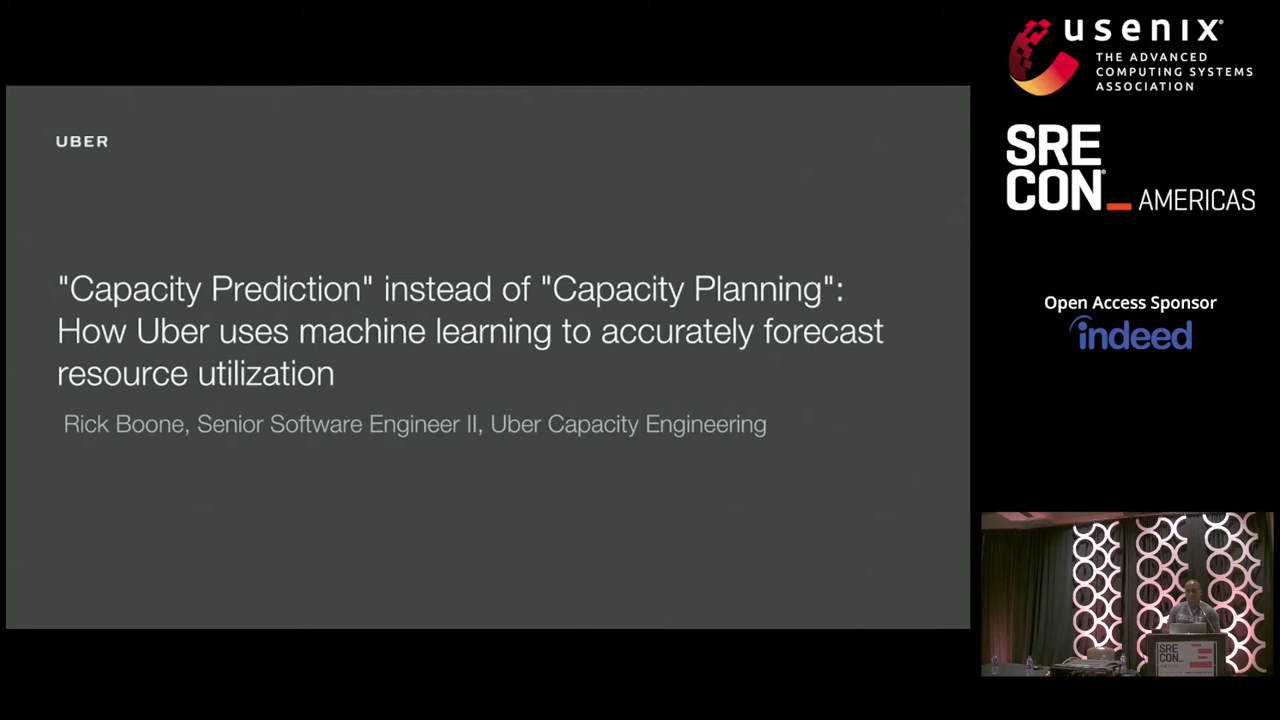 UBER
"Capacity Prediction" instead of "Capacity Planning":
How Uber uses machine learning to accurately forecast
resource utilization
Rick Boone, Senior Software Engineer II, Uber Capacity Engineering
usenix®
THE ADVANCED
COMPUTING SYSTEMS
ASSOCIATION
SRE
CON® AMERICAS
Open Access Sponsor
indeed
SRE
CON